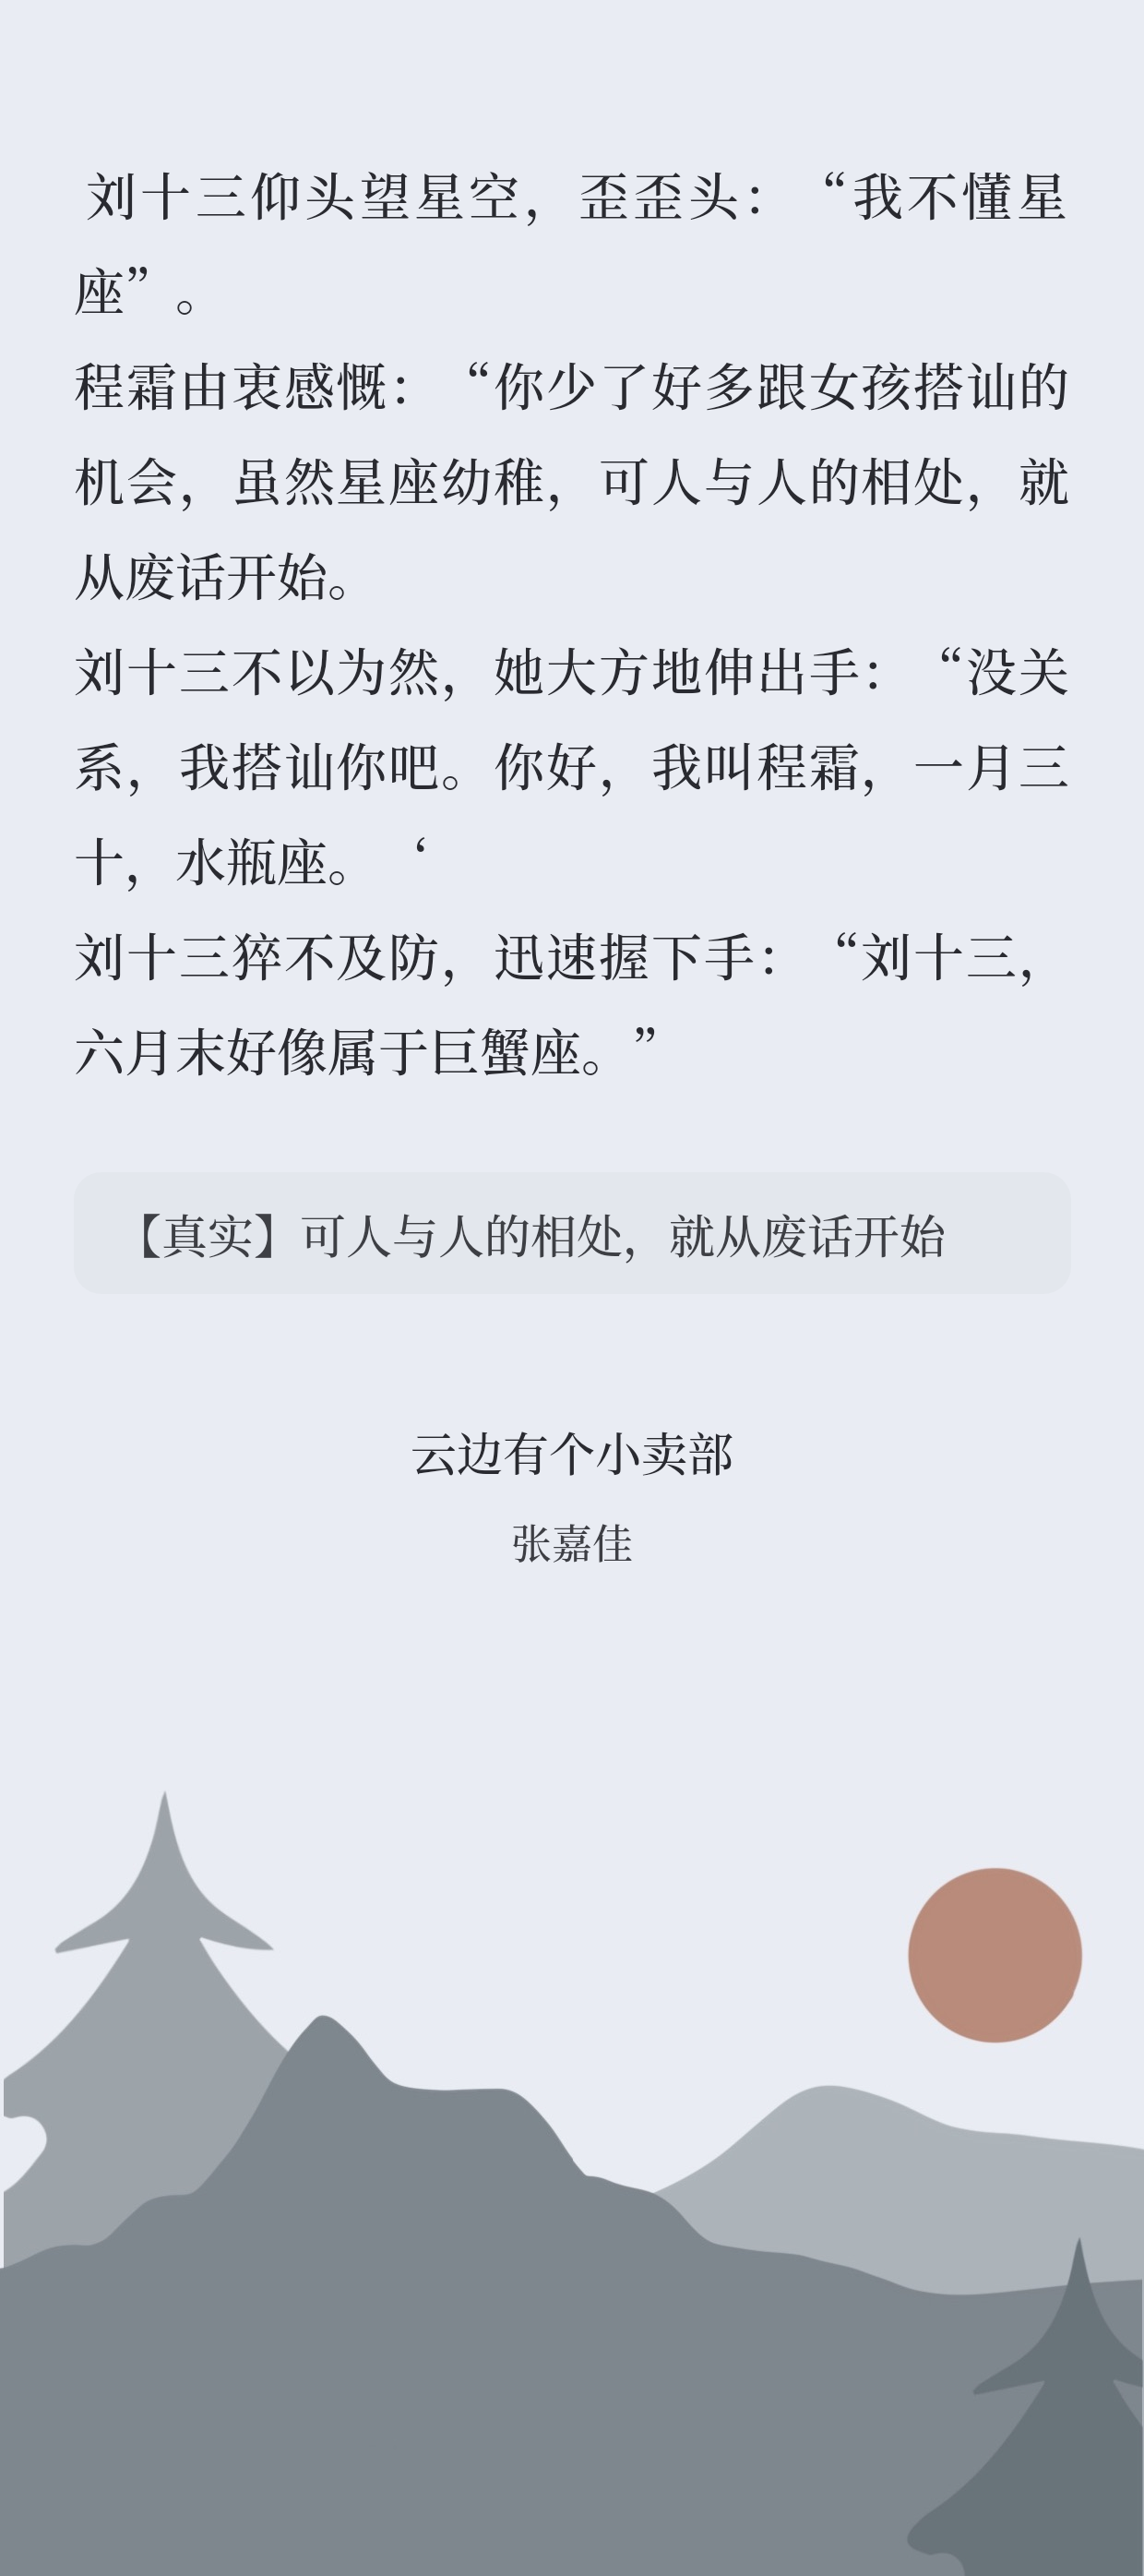 刘十三仰头望星空，歪歪头：“我不懂星
座”。
程霜由衷感慨：“你少了好多跟女孩搭讪的
机会，虽然星座幼稚，可人与人的相处，就
从废话开始。
刘十三不以为然，她大方地伸出手：“没关
系，我搭讪你吧。你好，我叫程霜，一月三
十，水瓶座。‘
刘十三猝不及防，迅速握下手：“刘十三，
六月末好像属于巨蟹座。”
【真实】可人与人的相处，就从废话开始
云边有个小卖部
张嘉佳